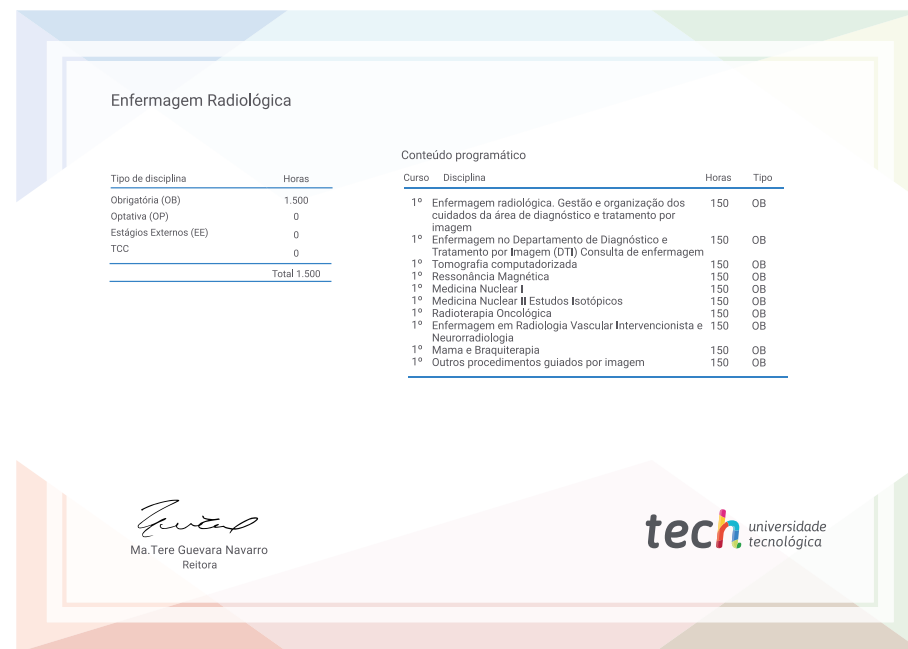 Enfermagem Radiológica
Tipo de disciplina Horas
Obrigatória (OB) 1.500
Optativa (OP) 0
Estágios Externos (EE) 0
TCC 0
Total 1.500
Conteúdo programático
Curso Disciplina Horas Tipo
1º Enfermagem radiológica. Gestão e organização dos 150 OB
cuidados da área de diagnóstico e tratamento por
imagem
1º Enfermagem no Departamento de Diagnóstico e 150 OB
Tratamento por Imagem (DTI) Consulta de enfermagem
1º Tomografia computadorizada 150 OB
1º Ressonância Magnética 150 OB
1º Medicina Nuclear I 150 OB
1º Medicina Nuclear II Estudos Isotópicos 150 OB
1º Radioterapia Oncológica 150 OB
1º Enfermagem em Radiologia Vascular Intervencionista e 150 OB
Neurorradiologia
1º Mama e Braquiterapia 150 OB
1º Outros procedimentos guiados por imagem 150 OB
Ma.Tere Guevara Navarro
Reitora
tech universidade
tecnológica